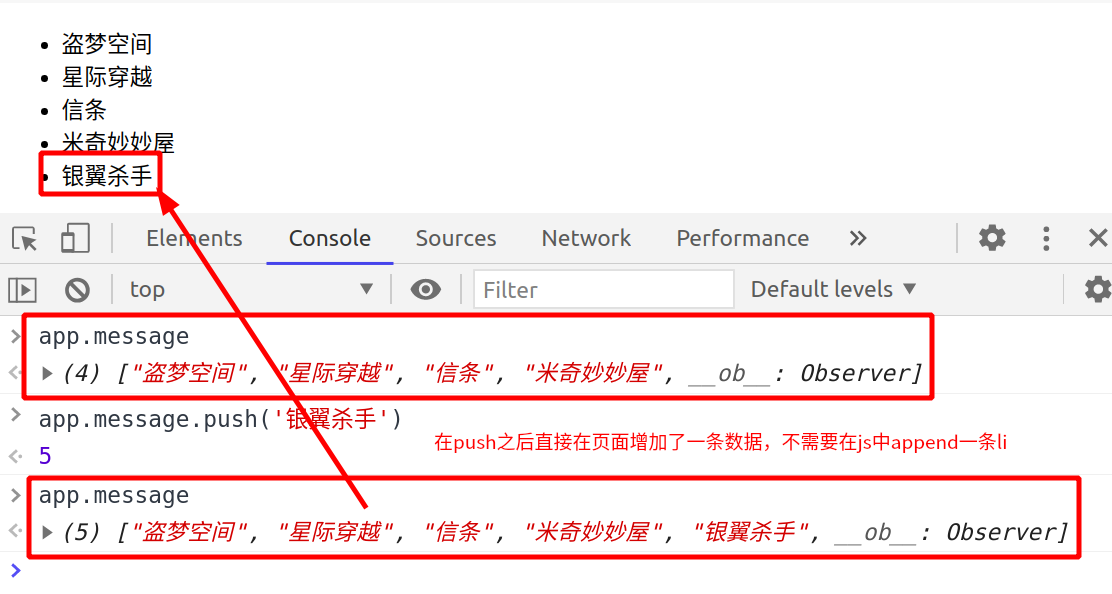 盗梦空间
星际穿越
信条
米奇妙妙屋
银翼杀手
Elements Console Sources Network Performance »
top ▼ Filter Default levels ▼
> app.message
<· ▶ (4) ["盗梦空间", "星际穿越", "信条", "米奇妙妙屋", __ob__: Observer]
> app.message.push('银翼杀手')
在push之后直接在页面增加了一条数据，不需要在js中append一条li
<· 5
> app.message
<· ▶ (5) ["盗梦空间", "星际穿越", "信条", "米奇妙妙屋", "银翼杀手", __ob__: Observer]
>